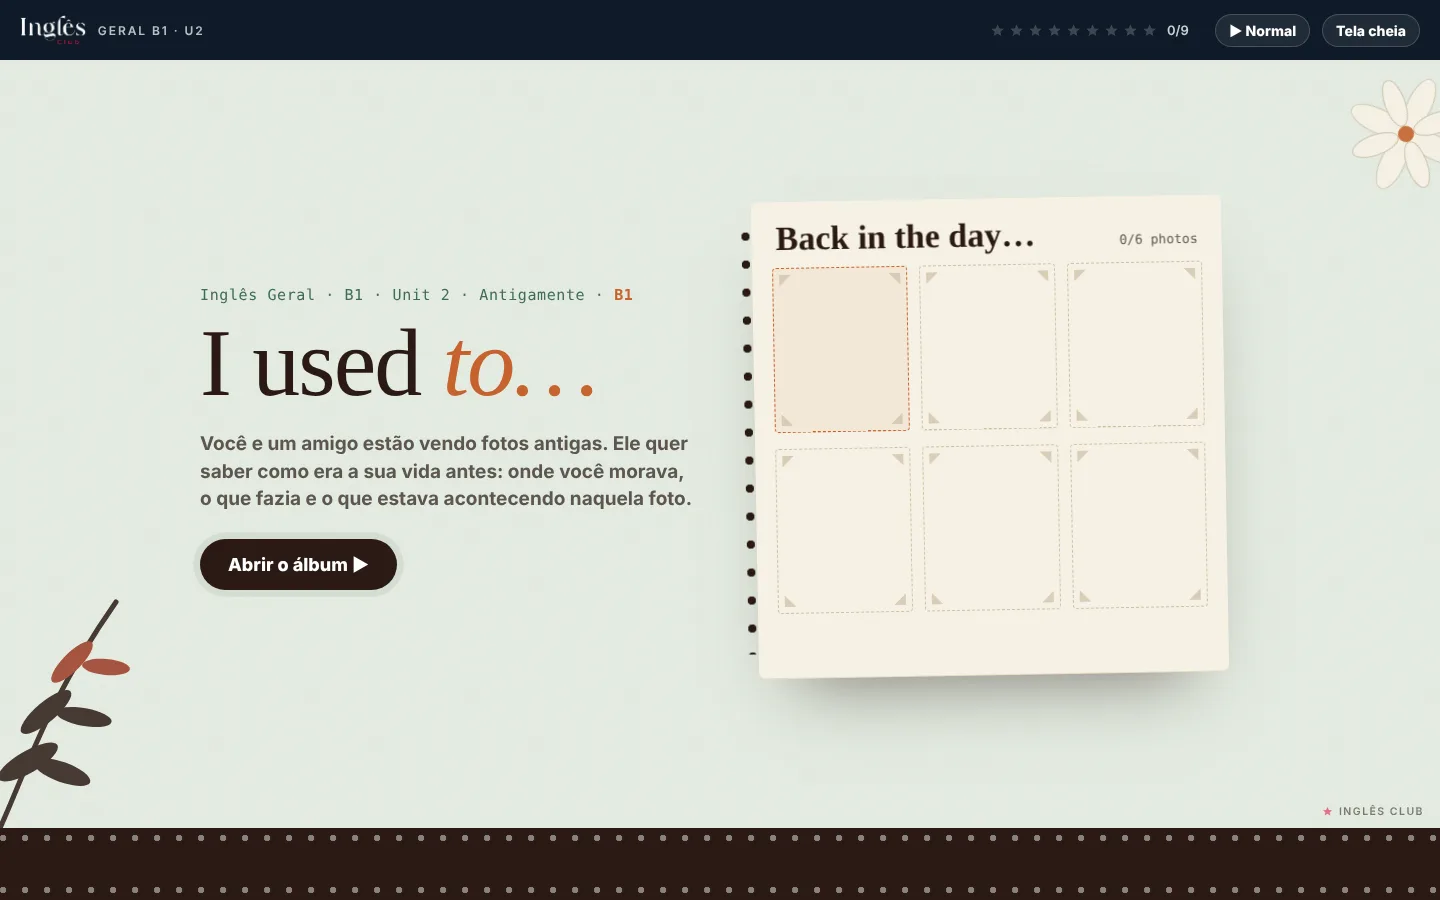 Inglês
Club
GERAL B1 · U2
0/9
▶ Normal
Tela cheia
Inglês Geral · B1 · Unit 2 · Antigamente · B1
I used to...
Você e um amigo estão vendo fotos antigas. Ele quer
saber como era a sua vida antes: onde você morava,
o que fazia e o que estava acontecendo naquela foto.
Abrir o álbum ▶
Back in the day...
0/6 photos
INGLÊS CLUB